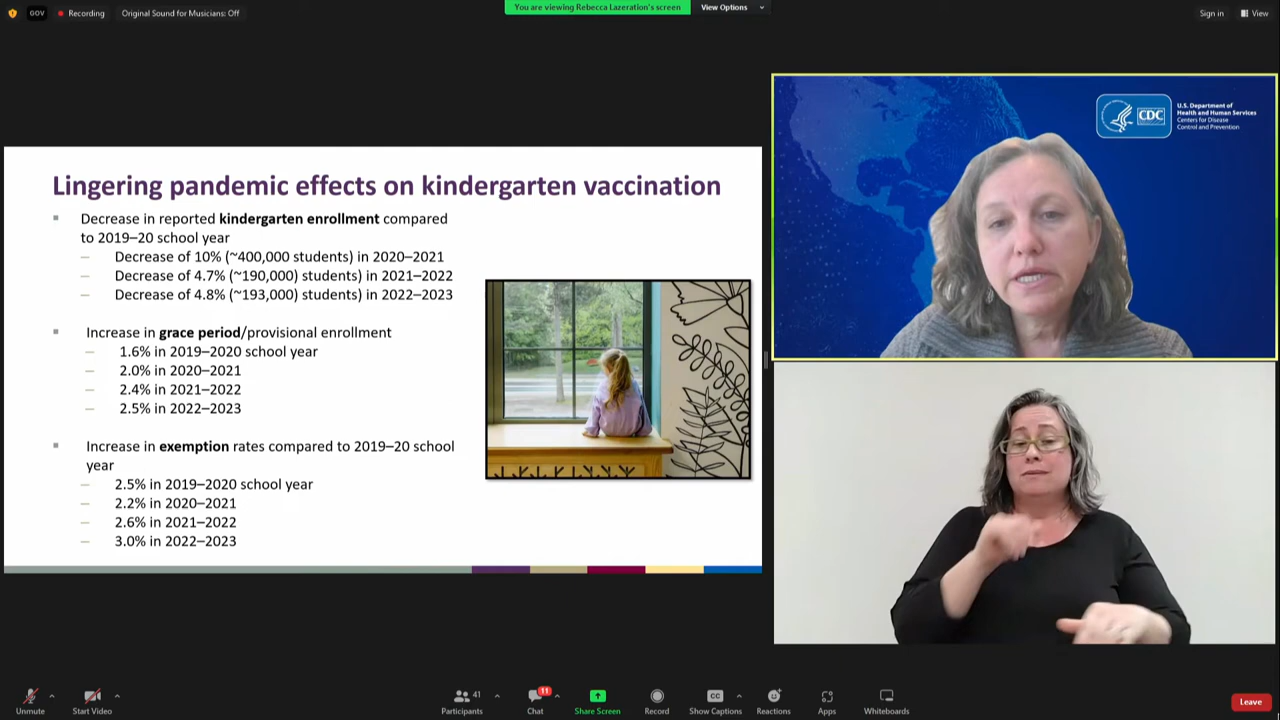 GOV
Recording
Original Sound for Musicians: Off
You are viewing Rebecca Lazeration's screen
View Options
Sign in
View
U.S. Department of
Health and Human Services
Centers for Disease
Control and Prevention
CDC
Lingering pandemic effects on kindergarten vaccination
Decrease in reported kindergarten enrollment compared
to 2019–20 school year
– Decrease of 10% (~400,000 students) in 2020–2021
– Decrease of 4.7% (~190,000) students) in 2021–2022
– Decrease of 4.8% (~193,000) students) in 2022–2023
Increase in grace period/provisional enrollment
– 1.6% in 2019–2020 school year
– 2.0% in 2020–2021
– 2.4% in 2021–2022
– 2.5% in 2022–2023
Increase in exemption rates compared to 2019–20 school
year
– 2.5% in 2019–2020 school year
– 2.2% in 2020–2021
– 2.6% in 2021–2022
– 3.0% in 2022–2023
Unmute
Start Video
41
Participants
11
Chat
Share Screen
Record
CC
Show Captions
Reactions
Apps
Whiteboards
Leave